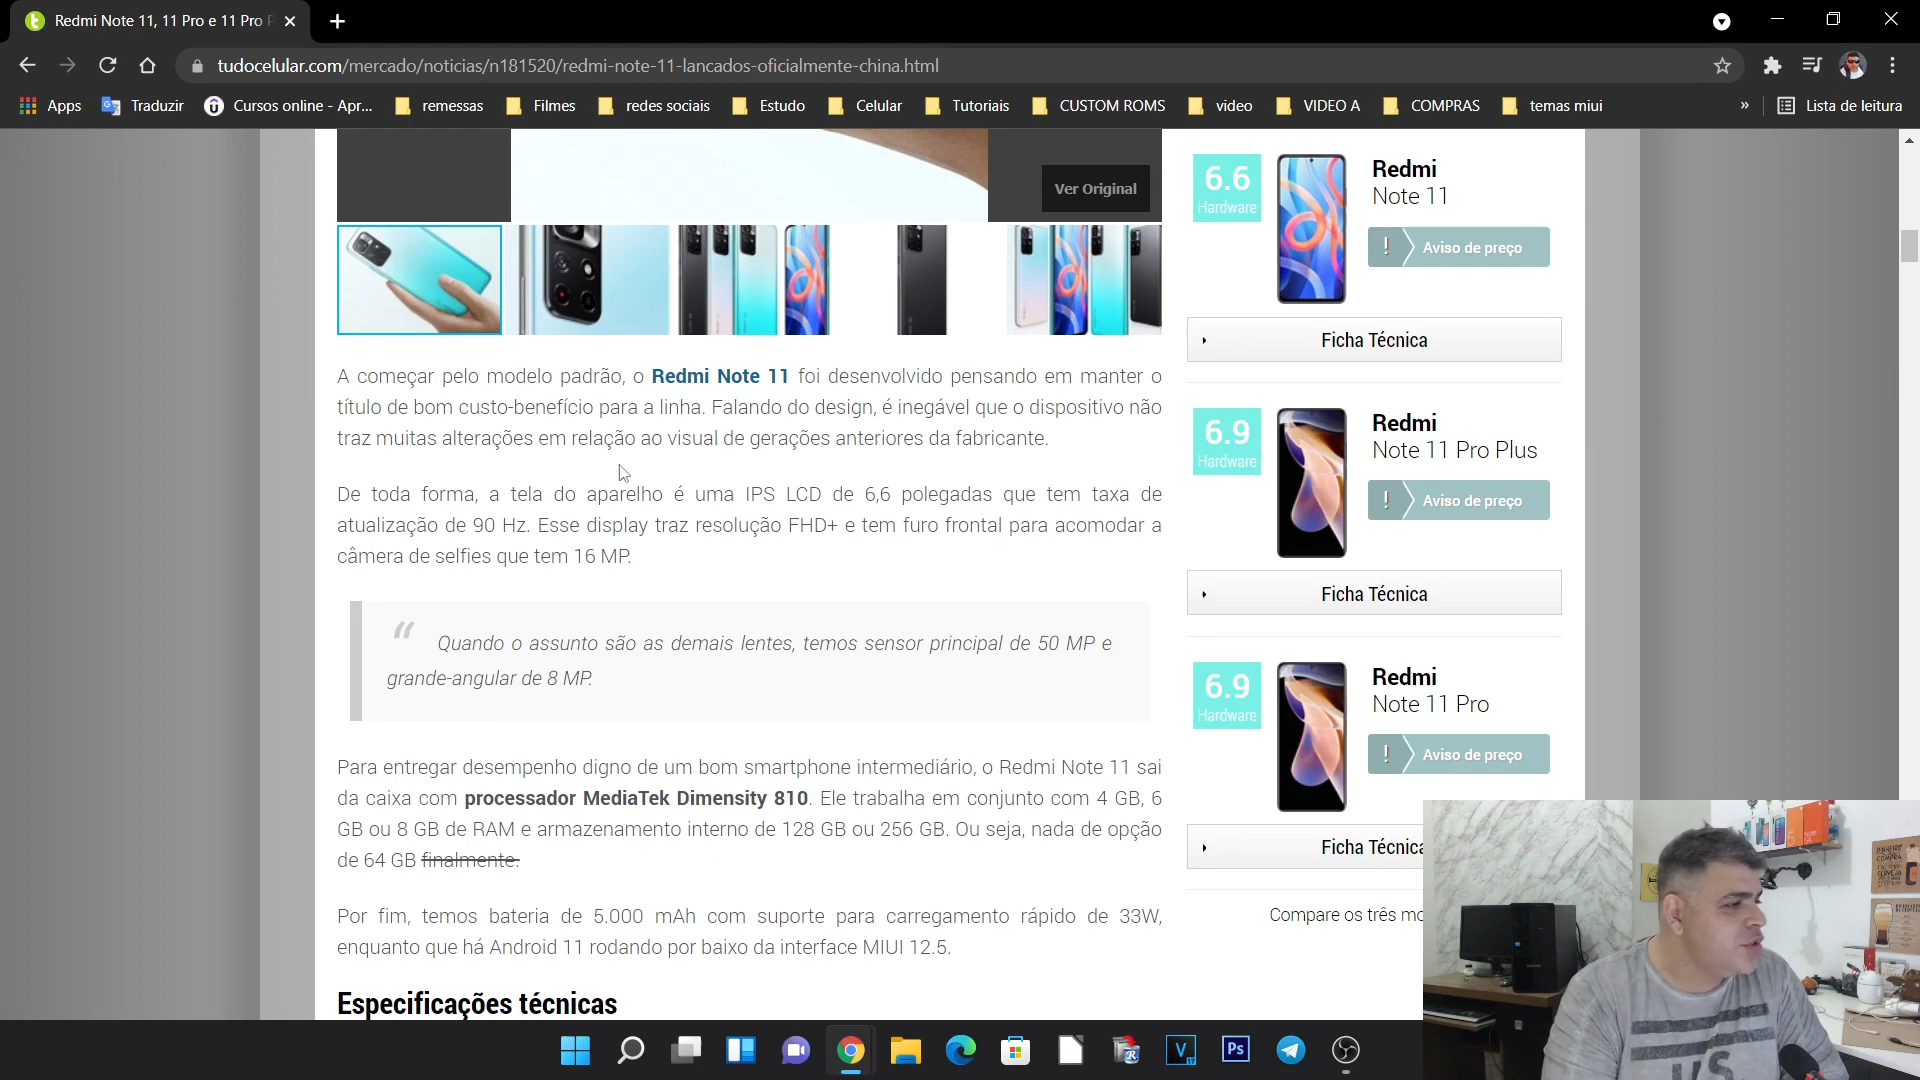 Redmi Note 11, 11 Pro e 11 Pro
tudocelular.com/mercado/noticias/n181520/redmi-note-11-lancados-oficialmente-china.html
Apps
Traduzir
Cursos online - Apr...
remessas
Filmes
redes sociais
Estudo
Celular
Tutoriais
CUSTOM ROMS
video
VIDEO A
COMPRAS
temas miui
»
Lista de leitura
Ver Original
A começar pelo modelo padrão, o Redmi Note 11 foi desenvolvido pensando em manter o
título de bom custo-benefício para a linha. Falando do design, é inegável que o dispositivo não
traz muitas alterações em relação ao visual de gerações anteriores da fabricante.
De toda forma, a tela do aparelho é uma IPS LCD de 6,6 polegadas que tem taxa de
atualização de 90 Hz. Esse display traz resolução FHD+ e tem furo frontal para acomodar a
câmera de selfies que tem 16 MP.
“ Quando o assunto são as demais lentes, temos sensor principal de 50 MP e
grande-angular de 8 MP.
Para entregar desempenho digno de um bom smartphone intermediário, o Redmi Note 11 sai
da caixa com processador MediaTek Dimensity 810. Ele trabalha em conjunto com 4 GB, 6
GB ou 8 GB de RAM e armazenamento interno de 128 GB ou 256 GB. Ou seja, nada de opção
de 64 GB finalmente.
Por fim, temos bateria de 5.000 mAh com suporte para carregamento rápido de 33W,
enquanto que há Android 11 rodando por baixo da interface MIUI 12.5.
Especificações técnicas
6.6
Hardware
Redmi
Note 11
! Aviso de preço
Ficha Técnica
6.9
Hardware
Redmi
Note 11 Pro Plus
! Aviso de preço
Ficha Técnica
6.9
Hardware
Redmi
Note 11 Pro
! Aviso de preço
Ficha Técnica
Compare os três
V
17
Ps